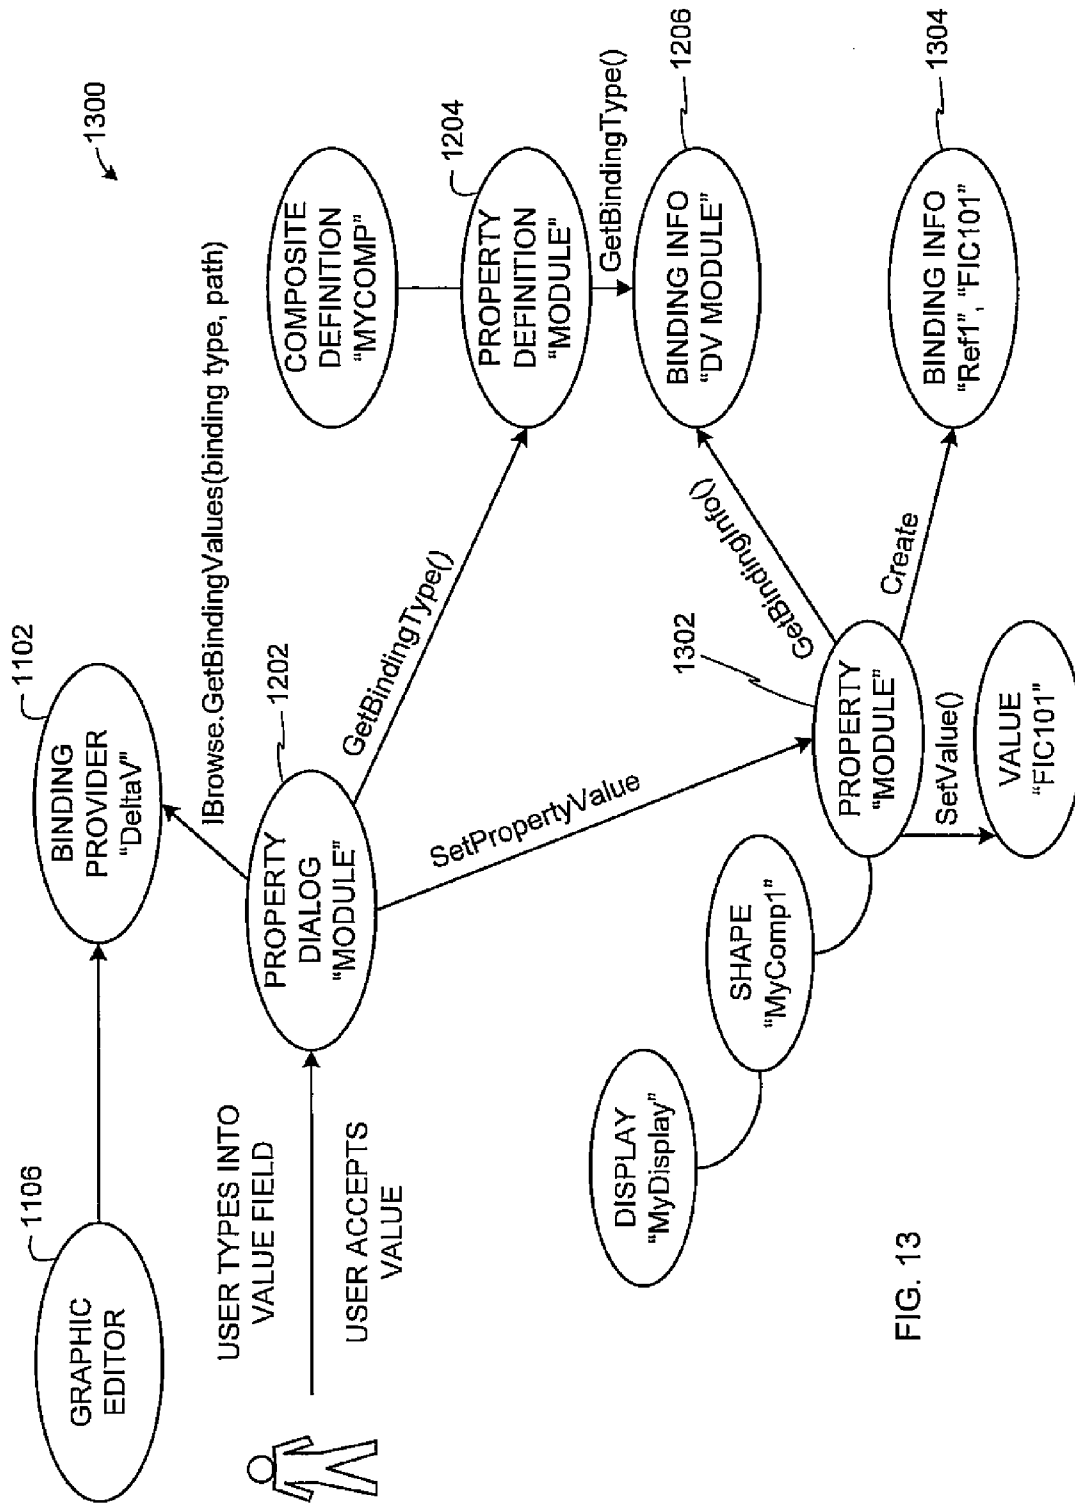 1300
1106
GRAPHIC
EDITOR
1102
BINDING
PROVIDER
"DeltaV"
IBrowse.GetBindingValues(binding type, path)
USER TYPES INTO
VALUE FIELD
USER ACCEPTS
VALUE
1202
PROPERTY
DIALOG
"MODULE"
GetBindingType()
COMPOSITE
DEFINITION
"MYCOMP"
1204
PROPERTY
DEFINITION
"MODULE"
GetBindingType()
1206
BINDING INFO
"DV MODULE"
SetPropertyValue
GetBindingInfo()
1302
DISPLAY
"MyDisplay"
SHAPE
"MyComp1"
PROPERTY
"MODULE"
Create
1304
BINDING INFO
"Ref1", "FIC101"
SetValue()
VALUE
"FIC101"
FIG. 13